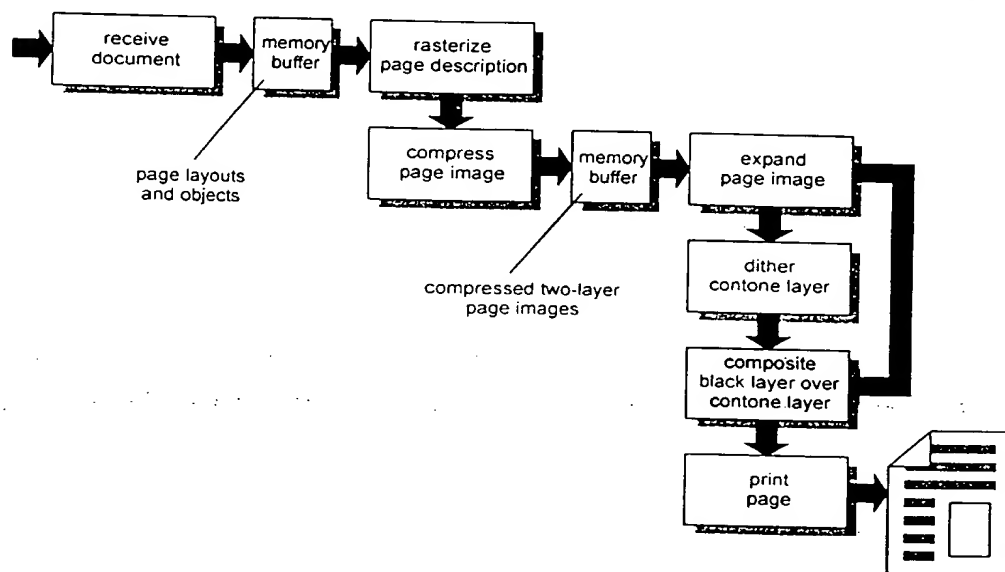 receive
document
memory
buffer
rasterize
page description
page layouts
and objects
compress
page image
memory
buffer
expand
page image
compressed two-layer
page images
dither
contone layer
composite
black layer over
contone layer
print
page